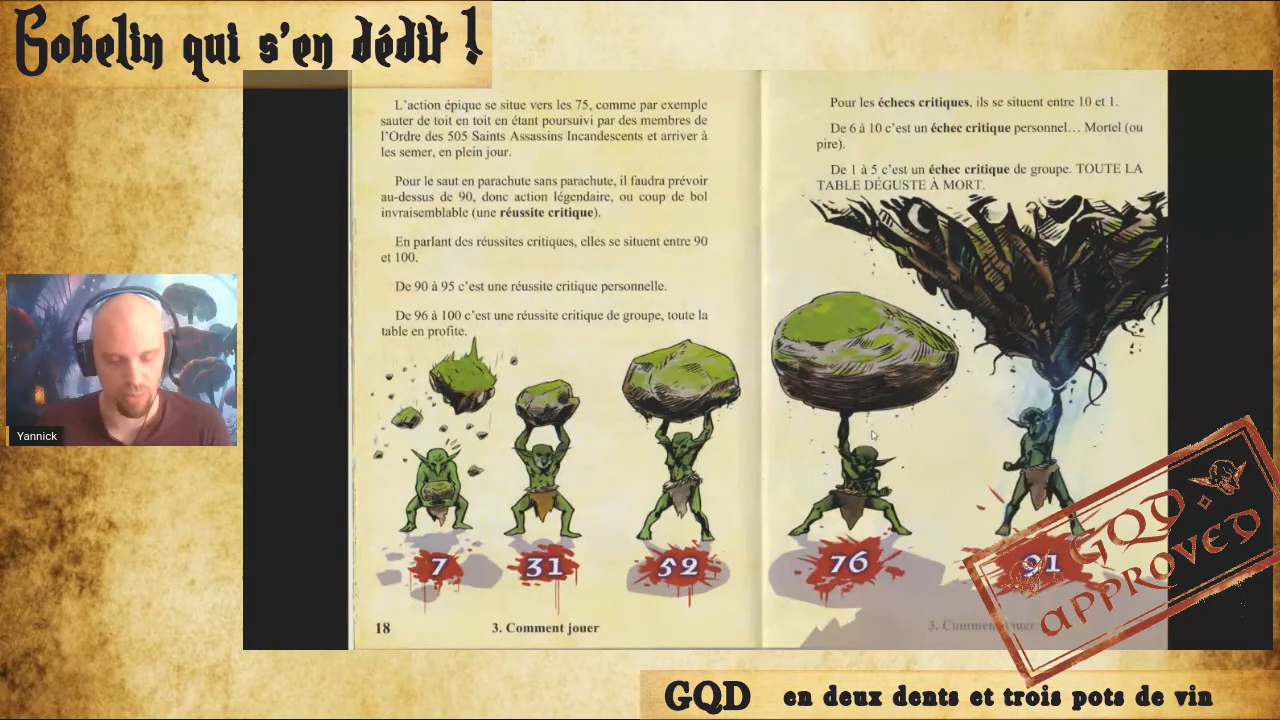 Gobelin qui s'en dédit !
L'action épique se situe vers les 75, comme par exemple
sauter de toit en toit en étant poursuivi par des membres de
l'Ordre des 505 Saints Assassins Incandescents et arriver à
les semer, en plein jour.
Pour le saut en parachute sans parachute, il faudra prévoir
au-dessus de 90, donc action légendaire, ou coup de bol
invraisemblable (une réussite critique).
En parlant des réussites critiques, elles se situent entre 90
et 100.
De 90 à 95 c'est une réussite critique personnelle.
De 96 à 100 c'est une réussite critique de groupe, toute la
table en profite.
7
31
52
18
3. Comment jouer
Pour les échecs critiques, ils se situent entre 10 et 1.
De 6 à 10 c'est un échec critique personnel… Mortel (ou
pire).
De 1 à 5 c'est un échec critique de groupe. TOUTE LA
TABLE DÉGUSTE À MORT.
76
91
3. Comment jouer
Yannick
GQD
APPROVED
GQD en deux dents et trois pots de vin